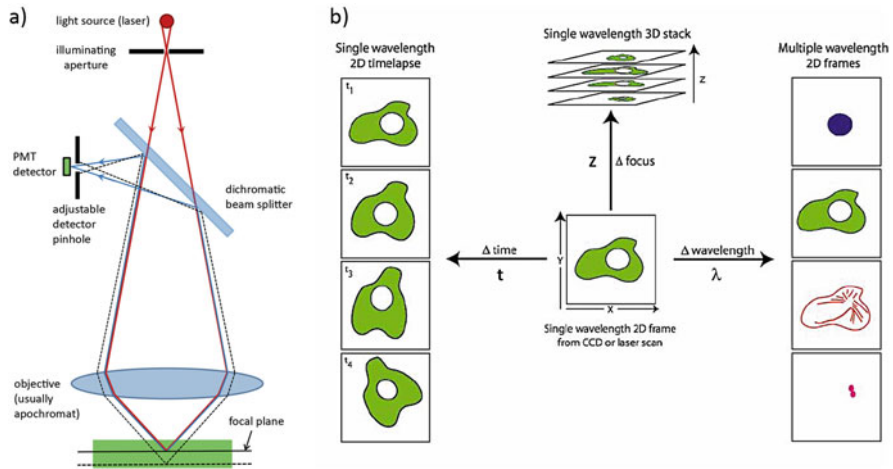 a)
light source (laser)
illuminating
aperture
PMT
detector
adjustable
detector
pinhole
dichromatic
beam splitter
objective
(usually
apochromat)
focal plane
b)
Single wavelength
2D timelapse
t1
t2
t3
t4
Single wavelength 3D stack
z
Z
Δ focus
Δ time
t
Y
X
Δ wavelength
λ
Single wavelength 2D frame
from CCD or laser scan
Multiple wavelength
2D frames